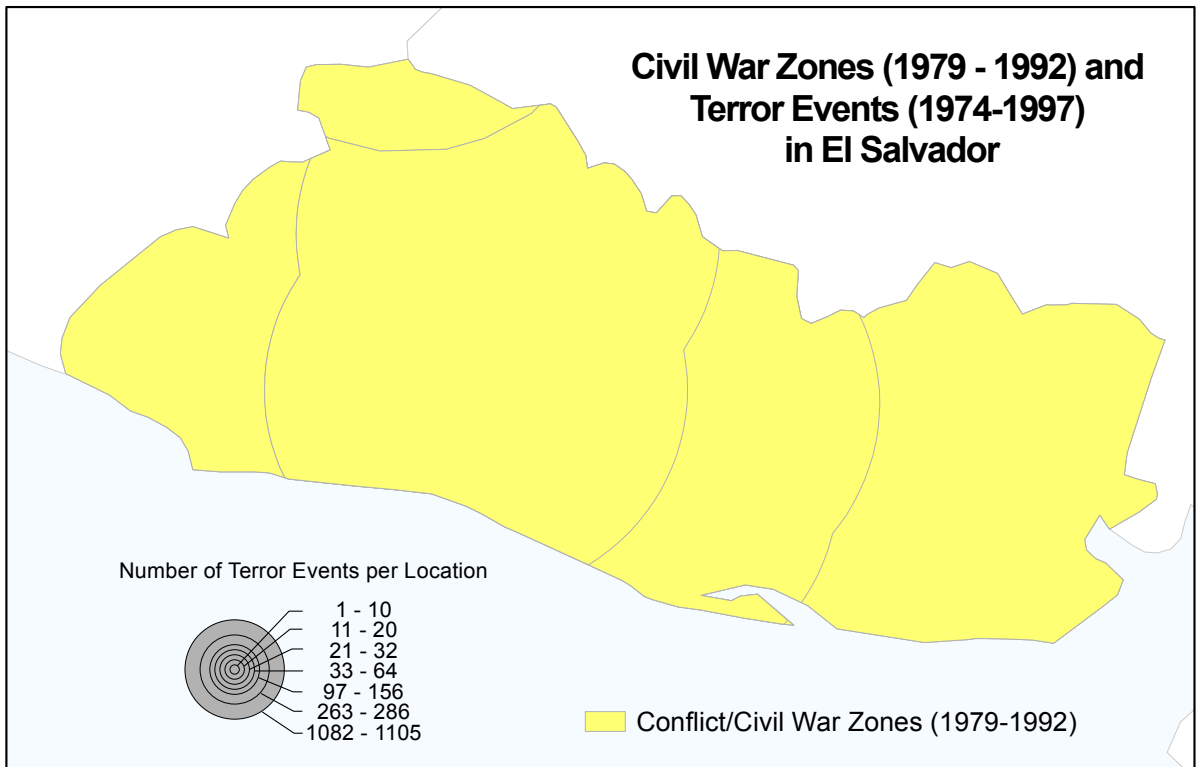 Civil War Zones (1979 - 1992) and
Terror Events (1974-1997)
in El Salvador
Number of Terror Events per Location
1 - 10
11 - 20
21 - 32
33 - 64
97 - 156
263 - 286
1082 - 1105
Conflict/Civil War Zones (1979-1992)